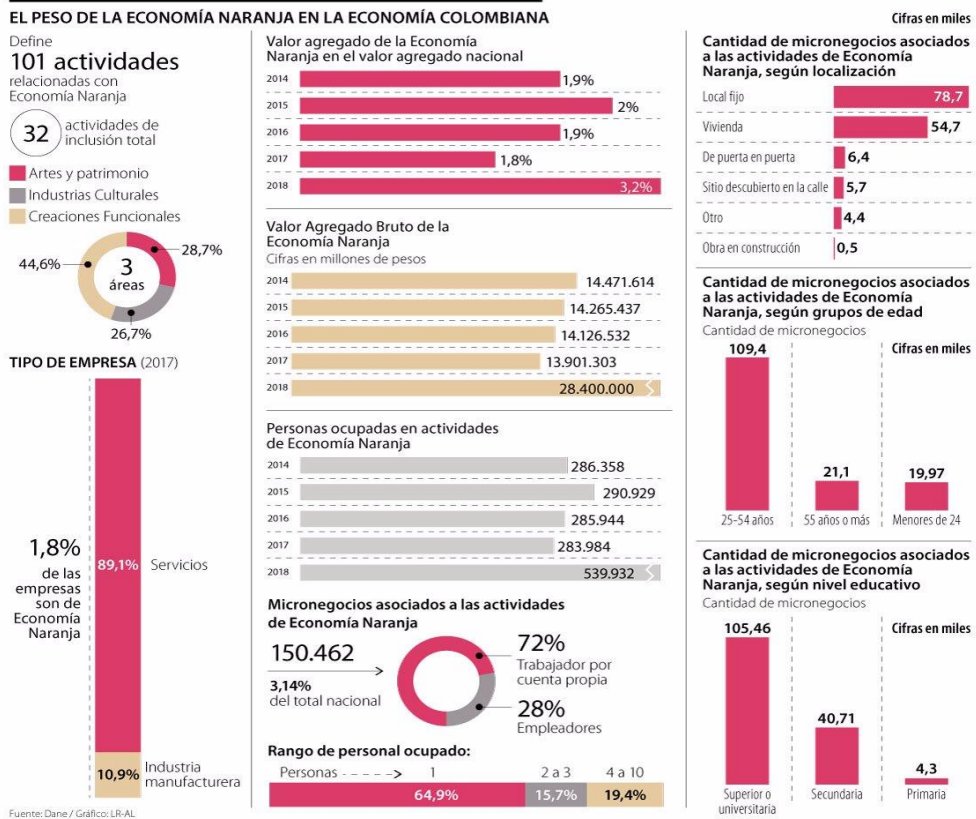 EL PESO DE LA ECONOMÍA NARANJA EN LA ECONOMÍA COLOMBIANA
Cifras en miles
Define
101 actividades
relacionadas con
Economía Naranja
32
actividades de
inclusión total
Artes y patrimonio
Industrias Culturales
Creaciones Funcionales
44,6%
3
áreas
28,7%
26,7%
TIPO DE EMPRESA (2017)
1,8%
de las
empresas
son de
Economía
Naranja
89,1%
Servicios
10,9%
Industria
manufacturera
Fuente: Dane / Gráfico: LR-AL
Valor agregado de la Economía
Naranja en el valor agregado nacional
2014
1,9%
2015
2%
2016
1,9%
2017
1,8%
2018
3,2%
Valor Agregado Bruto de la
Economía Naranja
Cifras en millones de pesos
2014
14.471.614
2015
14.265.437
2016
14.126.532
2017
13.901.303
2018
28.400.000
Personas ocupadas en actividades
de Economía Naranja
2014
286.358
2015
290.929
2016
285.944
2017
283.984
2018
539.932
Micronegocios asociados a las actividades
de Economía Naranja
150.462
3,14%
del total nacional
72%
Trabajador por
cuenta propia
28%
Empleadores
Rango de personal ocupado:
Personas
1
2 a 3
4 a 10
64,9%
15,7%
19,4%
Cantidad de micronegocios asociados
a las actividades de Economía
Naranja, según localización
Local fijo
78,7
Vivienda
54,7
De puerta en puerta
6,4
Sitio descubierto en la calle
5,7
Otro
4,4
Obra en construcción
0,5
Cantidad de micronegocios asociados
a las actividades de Economía
Naranja, según grupos de edad
Cantidad de micronegocios
Cifras en miles
109,4
21,1
19,97
25-54 años
55 años o más
Menores de 24
Cantidad de micronegocios asociados
a las actividades de Economía
Naranja, según nivel educativo
Cantidad de micronegocios
Cifras en miles
105,46
40,71
4,3
Superior o
universitaria
Secundaria
Primaria